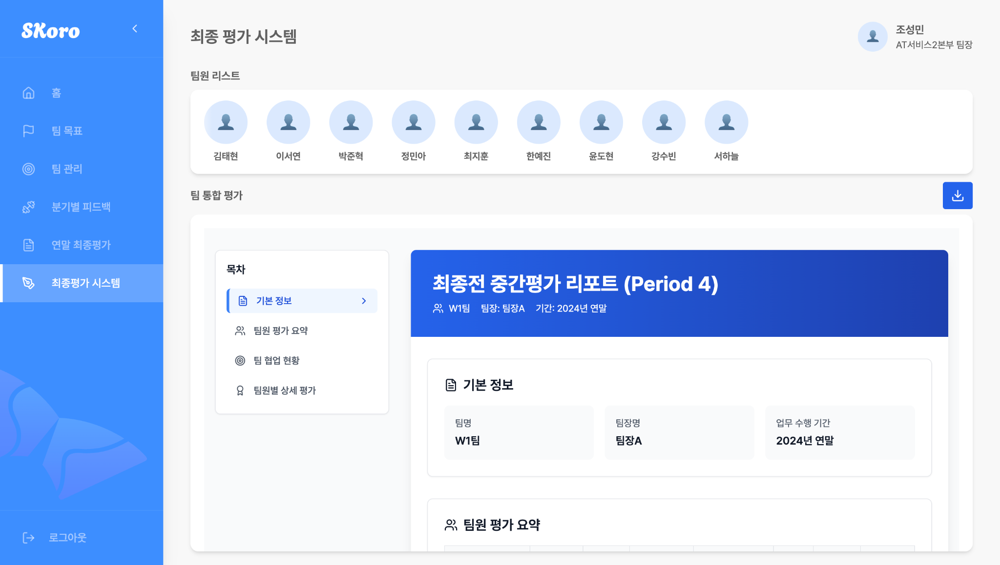 SKoro
홈
팀 목표
팀 관리
분기별 피드백
연말 최종평가
최종평가 시스템
로그아웃
최종 평가 시스템
조성민
AT서비스2본부 팀장
팀원 리스트
김태현 이서연 박준혁 정민아 최지훈 한예진 윤도현 강수빈 서하늘
팀 통합 평가
목차
기본 정보
팀원 평가 요약
팀 협업 현황
팀원별 상세 평가
최종전 중간평가 리포트 (Period 4)
W1팀 팀장: 팀장A 기간: 2024년 연말
기본 정보
팀명 팀장명 업무 수행 기간
W1팀 팀장A 2024년 연말
팀원 평가 요약